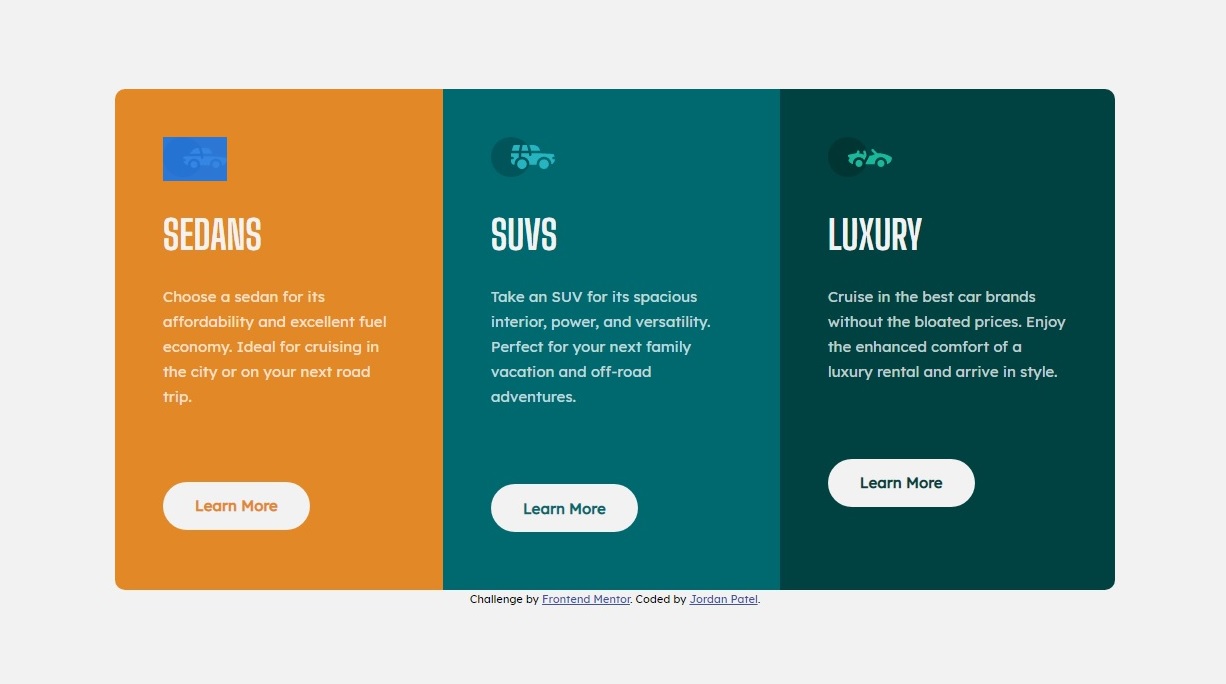 SEDANS
Choose a sedan for its
affordability and excellent fuel
economy. Ideal for cruising in
the city or on your next road
trip.
Learn More
SUVS
Take an SUV for its spacious
interior, power, and versatility.
Perfect for your next family
vacation and off-road
adventures.
Learn More
LUXURY
Cruise in the best car brands
without the bloated prices. Enjoy
the enhanced comfort of a
luxury rental and arrive in style.
Learn More
Challenge by Frontend Mentor. Coded by Jordan Patel.